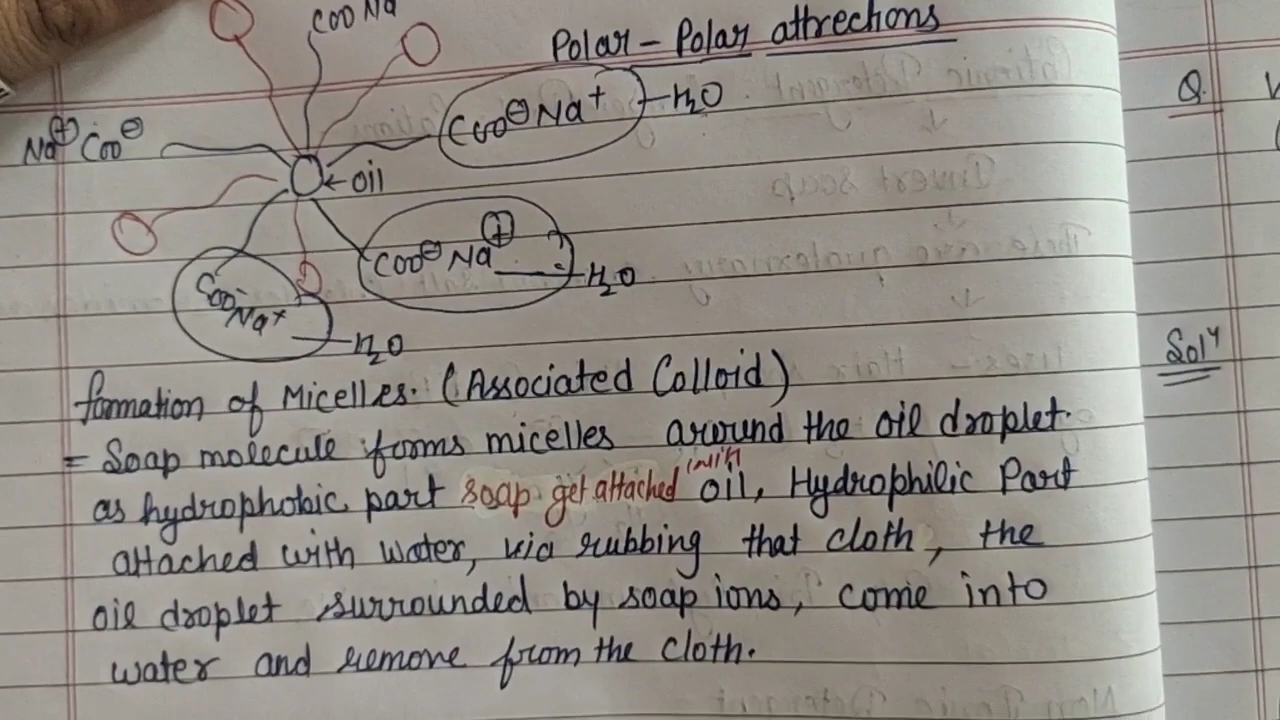 COO Na
Polar - Polar attrections
COO⊖ Na+ H2O
Na⊕ COO⊖
← oil
COO⊖ Na⊕ H2O
COO- Na+ H2O
formation of Micelles. (Associated Colloid)
= Soap molecule forms micelles around the oil droplet.
as hydrophobic part soap get attached with oil, Hydrophilic Part
attached with water, via rubbing that cloth, the
oil droplet surrounded by soap ions, come into
water and remove from the cloth.
Q.
Solⁿ